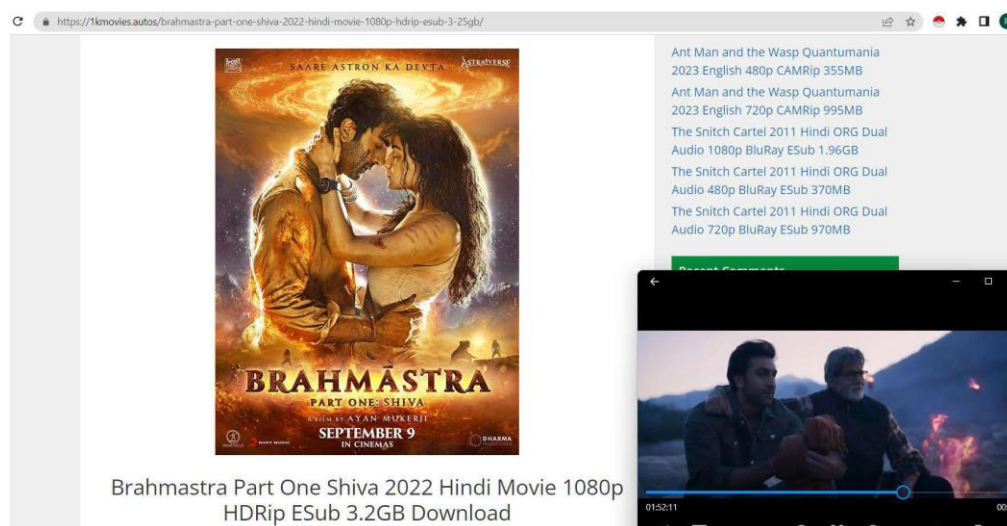 https://1kmovies.autos/brahmastra-part-one-shiva-2022-hindi-movie-1080p-hdrip-esub-3-25gb/
SAARE ASTRON KA DEVTA
ASTRAVERSE
BRAHMĀSTRA
PART ONE: SHIVA
A FILM BY AYAN MUKERJI
SEPTEMBER 9
IN CINEMAS
SONY MUSIC
DHARMA
PRODUCTIONS
Brahmastra Part One Shiva 2022 Hindi Movie 1080p
HDRip ESub 3.2GB Download
Ant Man and the Wasp Quantumania
2023 English 480p CAMRip 355MB
Ant Man and the Wasp Quantumania
2023 English 720p CAMRip 995MB
The Snitch Cartel 2011 Hindi ORG Dual
Audio 1080p BluRay ESub 1.96GB
The Snitch Cartel 2011 Hindi ORG Dual
Audio 480p BluRay ESub 370MB
The Snitch Cartel 2011 Hindi ORG Dual
Audio 720p BluRay ESub 970MB
Recent Comments
01:52:11